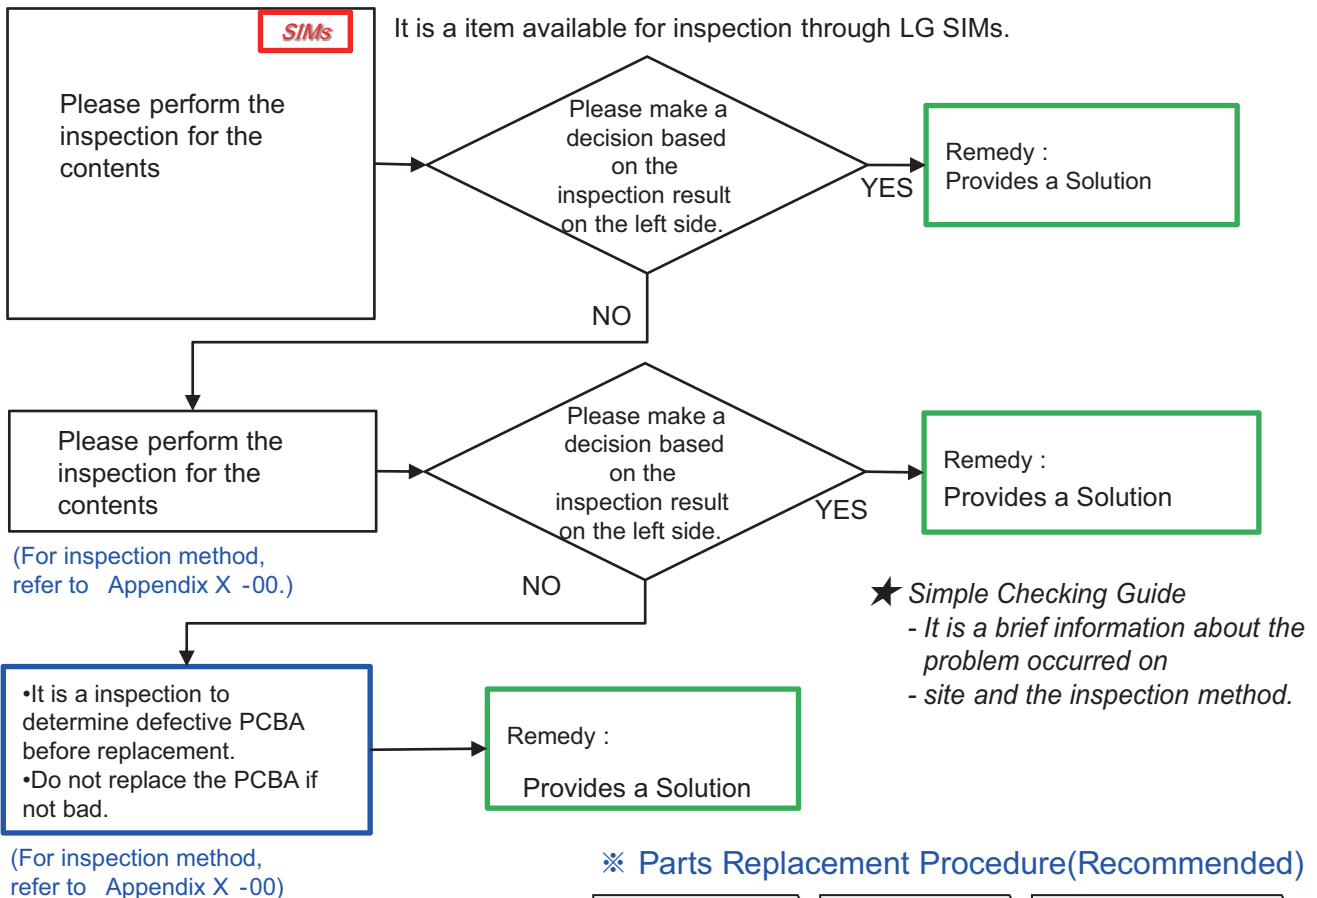 SIMs
It is a item available for inspection through LG SIMs.
Please perform the
inspection for the
contents
Please make a
decision based
on the
inspection result
on the left side.
YES
Remedy :
Provides a Solution
NO
Please perform the
inspection for the
contents
(For inspection method,
refer to Appendix X -00.)
Please make a
decision based
on the
inspection result
on the left side.
YES
Remedy :
Provides a Solution
NO
★ Simple Checking Guide
- It is a brief information about the
problem occurred on
- site and the inspection method.
•It is a inspection to
determine defective PCBA
before replacement.
•Do not replace the PCBA if
not bad.
(For inspection method,
refer to Appendix X -00)
Remedy :
Provides a Solution
※ Parts Replacement Procedure(Recommended)